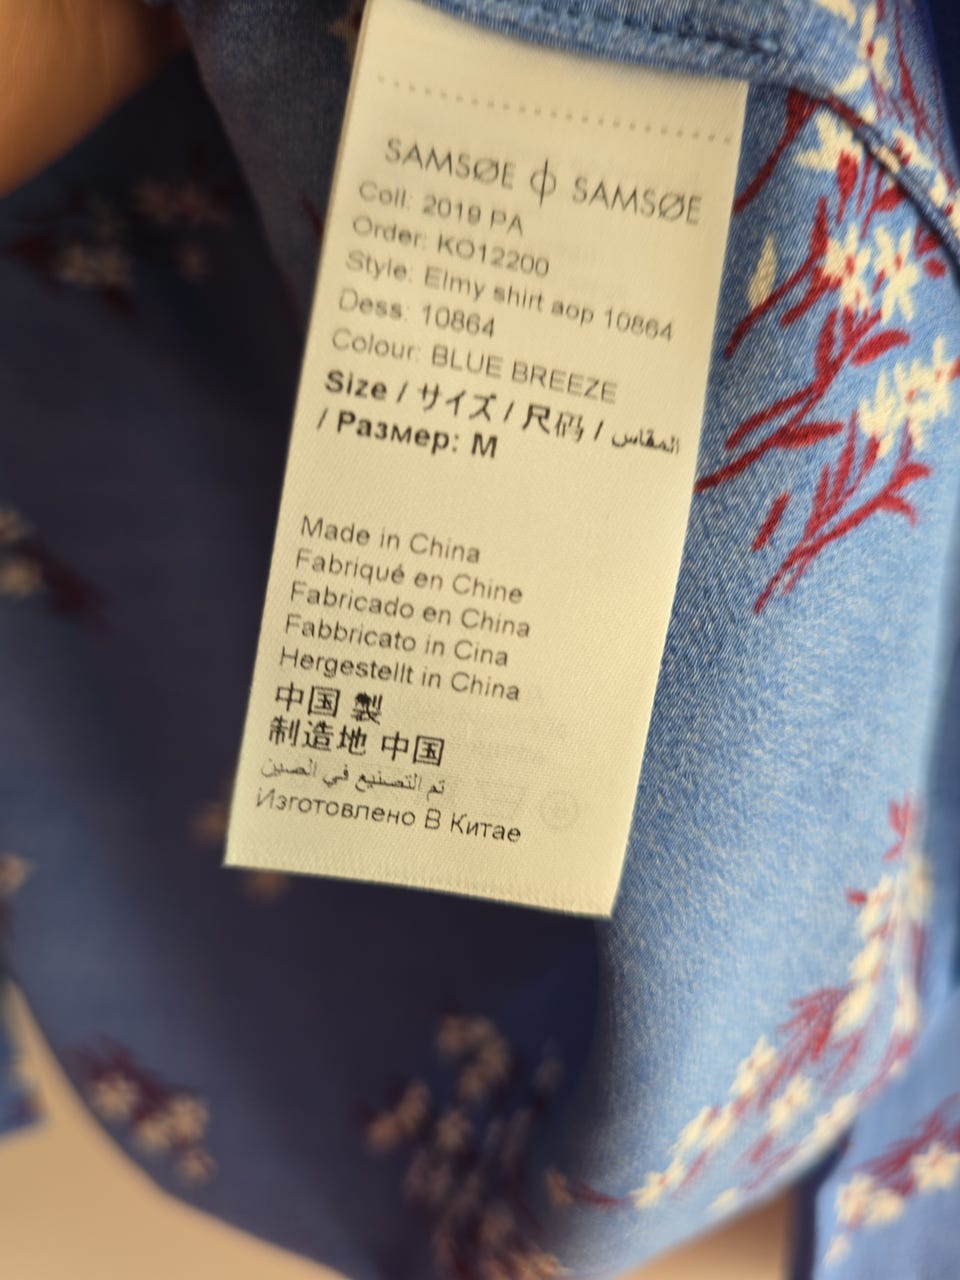 SAMSØE φ SAMSØE
Coll: 2019 PA
Order: KO12200
Style: Elmy shirt aop 10864
Dess: 10864
Colour: BLUE BREEZE
Size / サイズ / 尺码 / المقاس
/ Размер: M
Made in China
Fabriqué en Chine
Fabricado en China
Fabbricato in Cina
Hergestellt in China
中国 製
制造地 中国
تم التصنيع في الصين
Изготовлено В Китае